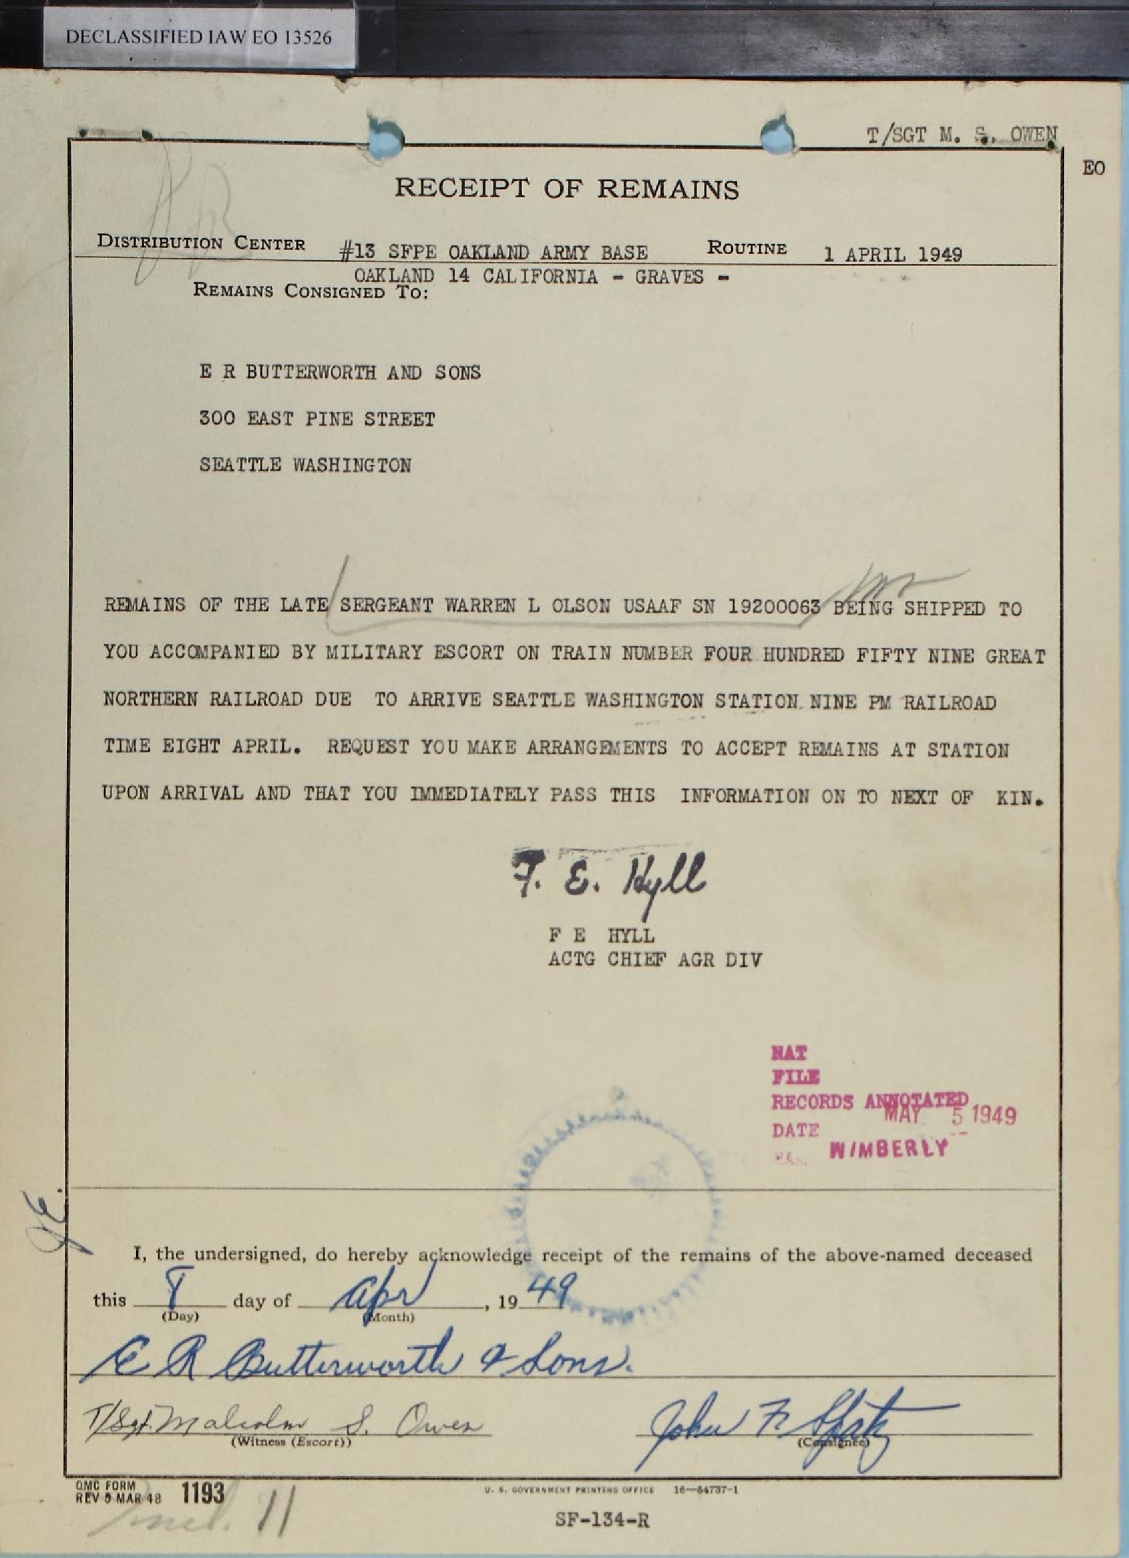 DECLASSIFIED IAW EO 13526
T/SGT M. S. OWEN
EO
RECEIPT OF REMAINS
DISTRIBUTION CENTER #13 SFPE OAKLAND ARMY BASE ROUTINE 1 APRIL 1949
OAKLAND 14 CALIFORNIA - GRAVES -
REMAINS CONSIGNED TO:
E R BUTTERWORTH AND SONS
300 EAST PINE STREET
SEATTLE WASHINGTON
REMAINS OF THE LATE SERGEANT WARREN L OLSON USAAF SN 19200063 BEING SHIPPED TO
YOU ACCOMPANIED BY MILITARY ESCORT ON TRAIN NUMBER FOUR HUNDRED FIFTY NINE GREAT
NORTHERN RAILROAD DUE TO ARRIVE SEATTLE WASHINGTON STATION NINE PM RAILROAD
TIME EIGHT APRIL. REQUEST YOU MAKE ARRANGEMENTS TO ACCEPT REMAINS AT STATION
UPON ARRIVAL AND THAT YOU IMMEDIATELY PASS THIS INFORMATION ON TO NEXT OF KIN.
F. E. Hyll
F E HYLL
ACTG CHIEF AGR DIV
NAT
FILE
RECORDS ANNOTATED
DATE MAY 5 1949
WIMBERLY
I, the undersigned, do hereby acknowledge receipt of the remains of the above-named deceased
this 8 day of Apr, 1949
(Day) (Month)
E R Butterworth & Sons.
T/Sgt. Malcolm S. Owen John F. Spatz
(Witness (Escort)) (Consignee)
QMC FORM
REV 9 MAR 48 1193
U. S. GOVERNMENT PRINTING OFFICE 16—54737-1
Incl. 11
SF-134-R